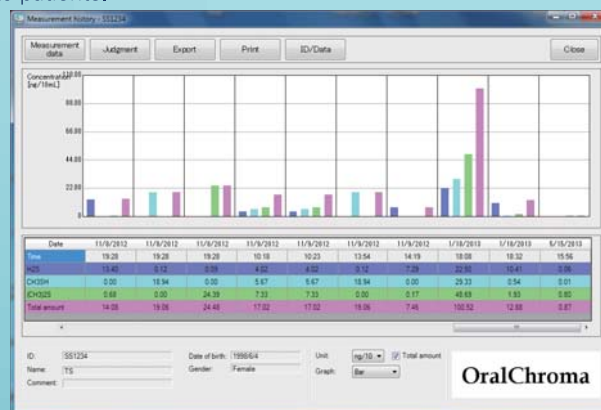 Measurement history - SS1234
Measurement data
Judgment
Export
Print
ID/Data
Close
Concentration
[ng/10mL]
110.00
88.00
66.00
44.00
22.00
0
Date 11/8/2012 11/8/2012 11/8/2012 11/9/2012 11/9/2012 11/9/2012 11/9/2012 1/18/2013 1/18/2013 5/15/2013
Time 19:28 19:28 19:28 10:18 10:23 13:54 14:19 18:08 18:32 15:56
H2S 13.40 0.12 0.09 4.02 4.02 0.12 7.29 22.50 10.41 0.06
CH3SH 0.00 18.94 0.00 5.67 5.67 18.94 0.00 29.33 0.54 0.01
(CH3)2S 0.68 0.00 24.39 7.33 7.33 0.00 0.17 48.69 1.93 0.80
Total amount 14.08 19.06 24.48 17.02 17.02 19.06 7.46 100.52 12.88 0.87
ID: SS1234 Date of birth: 1998/6/4 Unit: ng/10 Total amount
Name: TS Gender: Female Graph: Bar
Comment:
OralChroma